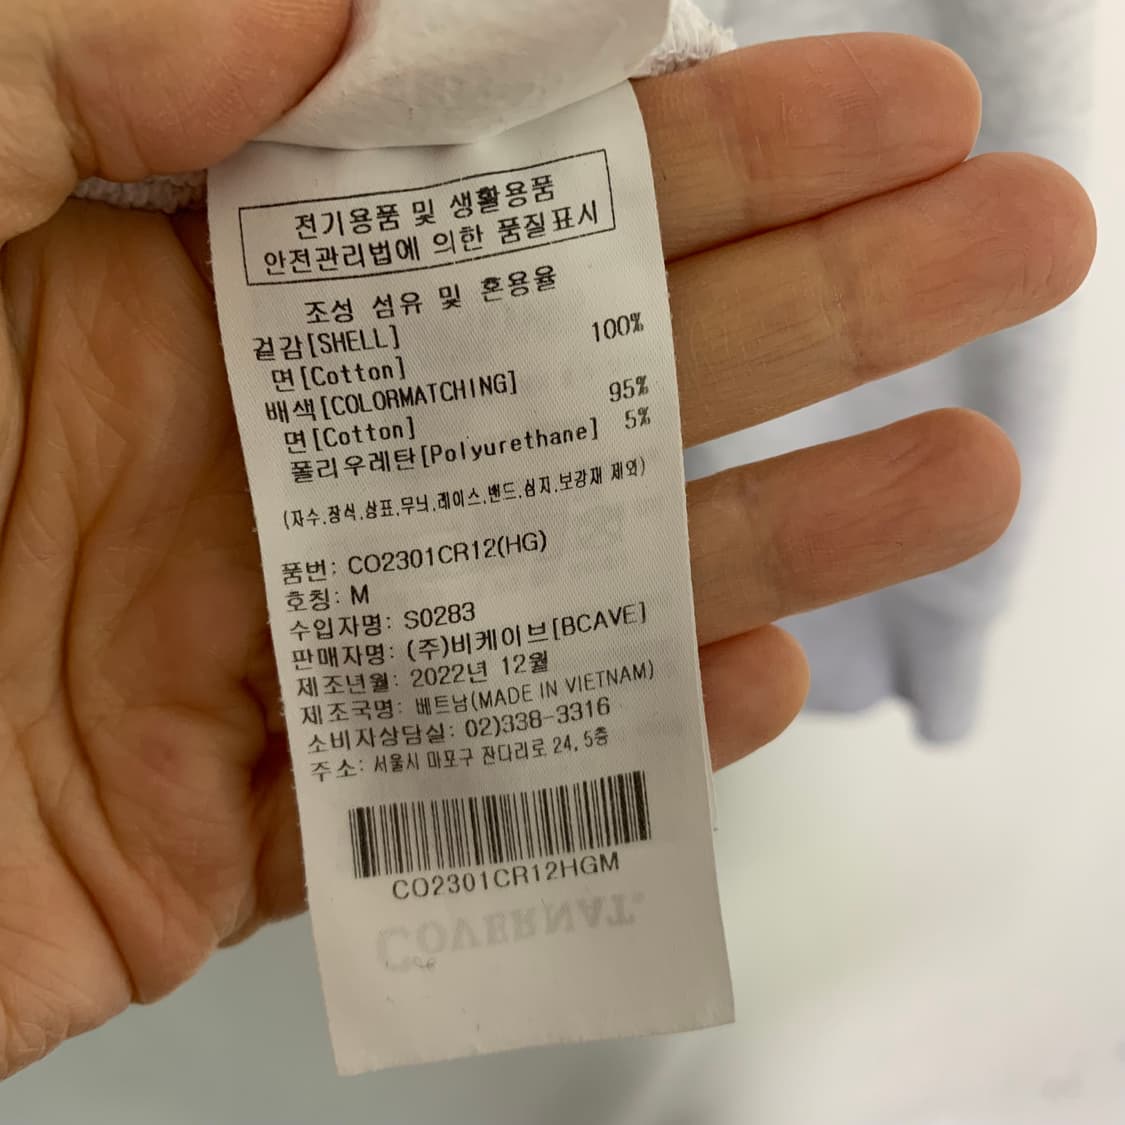 전기용품 및 생활용품
안전관리법에 의한 품질표시
조성 섬유 및 혼용율
겉감[SHELL]
면[Cotton] 100%
배색[COLORMATCHING]
면[Cotton] 95%
폴리우레탄[Polyurethane] 5%
(자수.장식.상표.무늬.레이스.밴드.심지.보강재 제외)
품번: CO2301CR12(HG)
호칭: M
수입자명: S0283
판매자명: (주)비케이브[BCAVE]
제조년월: 2022년 12월
제조국명: 베트남(MADE IN VIETNAM)
소비자상담실: 02)338-3316
주소: 서울시 마포구 잔다리로 24, 5층
CO2301CR12HGM
COVERNAT.